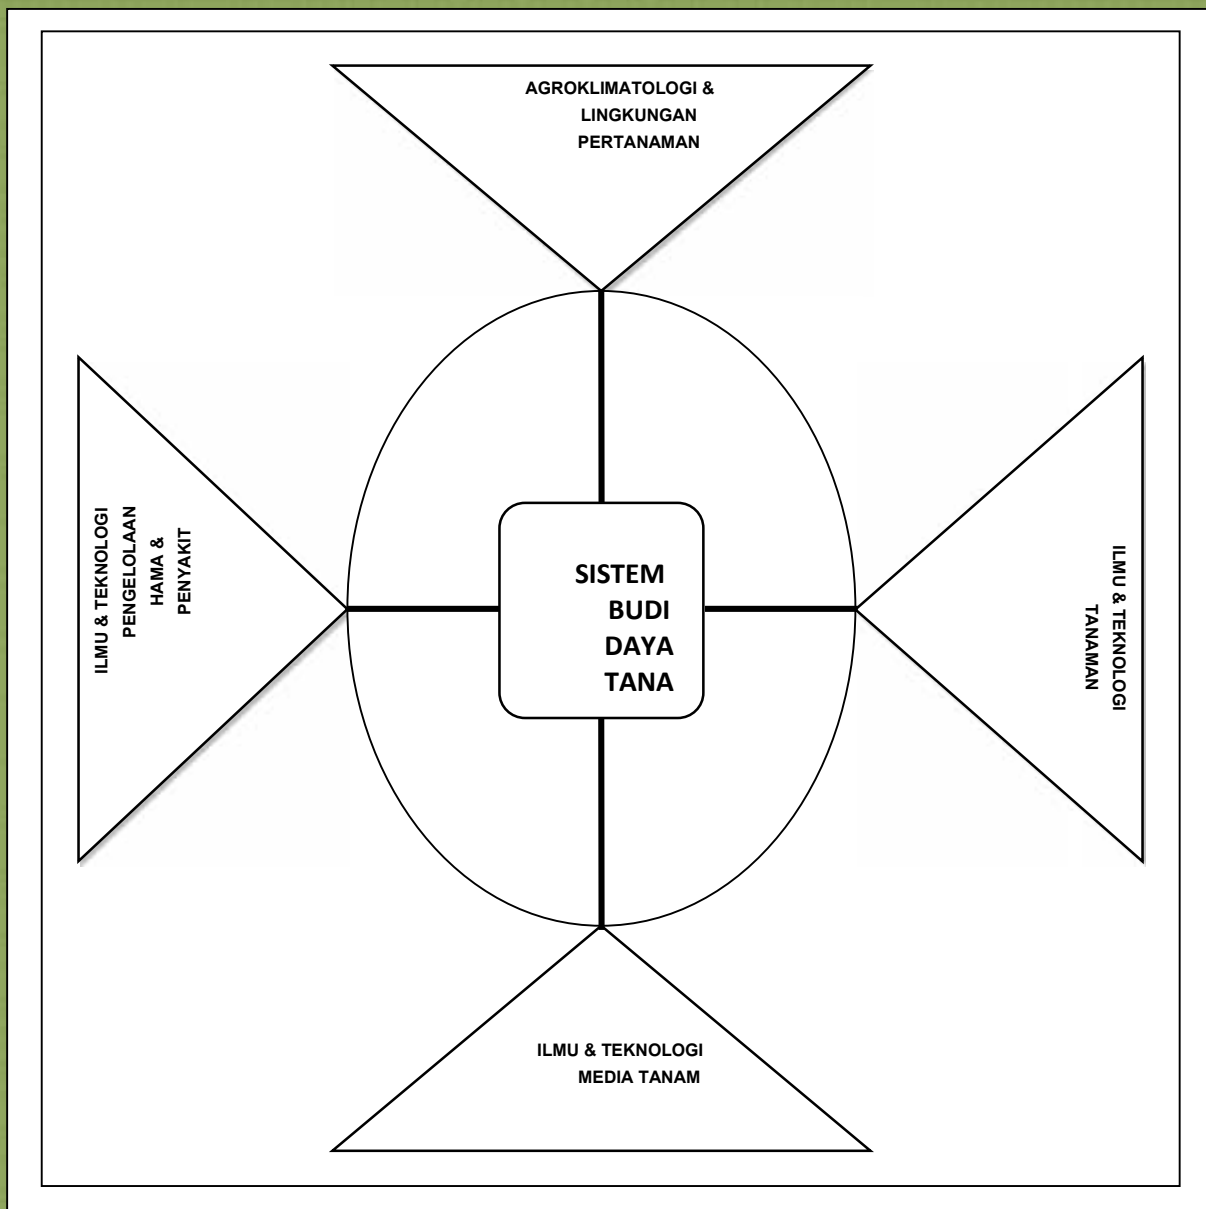 AGROKLIMATOLOGI &
LINGKUNGAN
PERTANAMAN
ILMU & TEKNOLOGI
PENGELOLAAN
HAMA &
PENYAKIT
SISTEM
BUDI
DAYA
TANA
ILMU & TEKNOLOGI
TANAMAN
ILMU & TEKNOLOGI
MEDIA TANAM